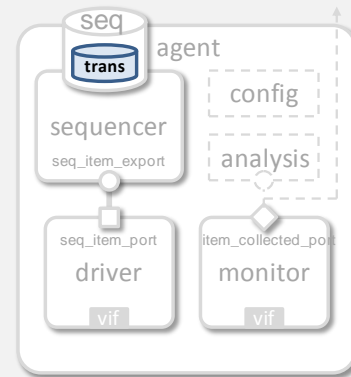 seq
trans
agent
sequencer
seq_item_export
config
analysis
seq_item_port
driver
vif
item_collected_port
monitor
vif